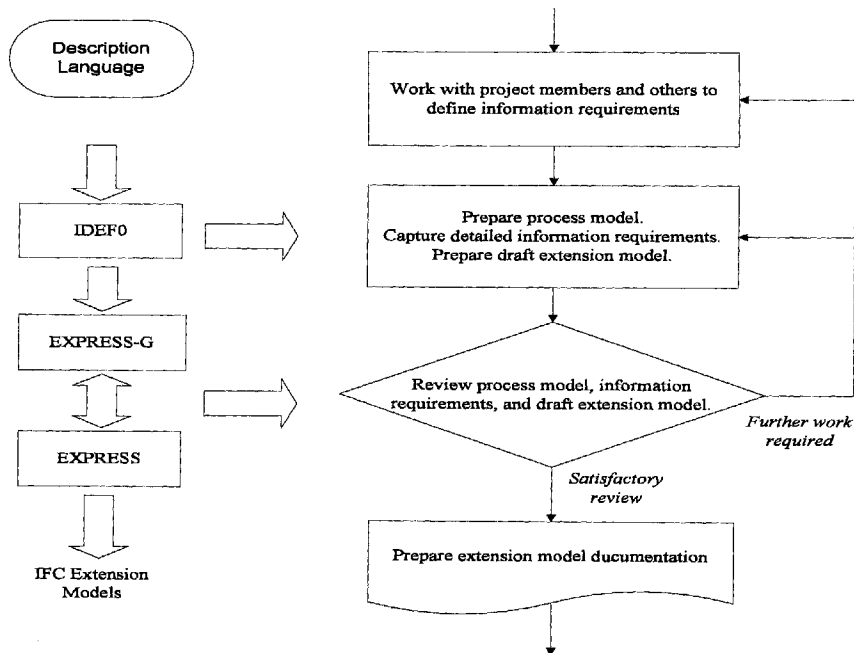 Description
Language
IDEF0
EXPRESS-G
EXPRESS
IFC Extension
Models
Work with project members and others to
define information requirements
Prepare process model.
Capture detailed information requirements.
Prepare draft extension model.
Review process model, information
requirements, and draft extension model.
Further work
required
Satisfactory
review
Prepare extension model ducumentation